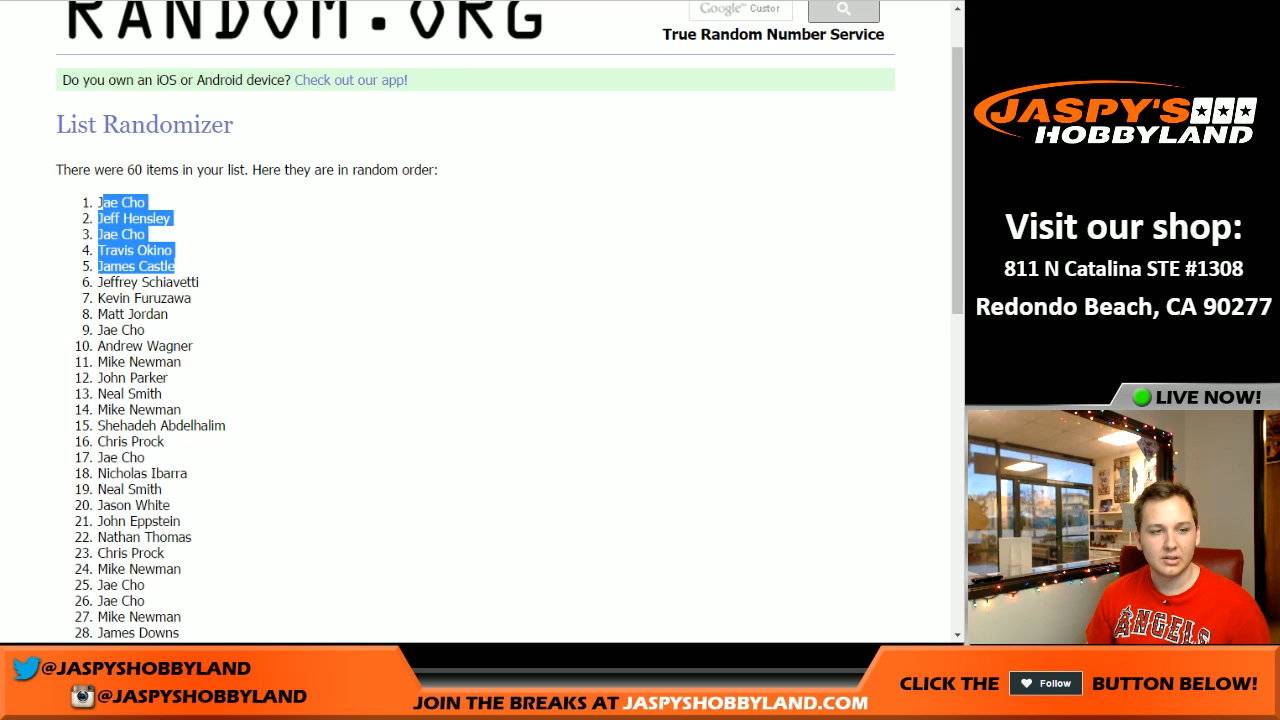 RANDOM.ORG
Google™ Custor
True Random Number Service
Do you own an iOS or Android device? Check out our app!
List Randomizer
There were 60 items in your list. Here they are in random order:
1. Jae Cho
2. Jeff Hensley
3. Jae Cho
4. Travis Okino
5. James Castle
6. Jeffrey Schiavetti
7. Kevin Furuzawa
8. Matt Jordan
9. Jae Cho
10. Andrew Wagner
11. Mike Newman
12. John Parker
13. Neal Smith
14. Mike Newman
15. Shehadeh Abdelhalim
16. Chris Prock
17. Jae Cho
18. Nicholas Ibarra
19. Neal Smith
20. Jason White
21. John Eppstein
22. Nathan Thomas
23. Chris Prock
24. Mike Newman
25. Jae Cho
26. Jae Cho
27. Mike Newman
28. James Downs
JASPY'S
HOBBYLAND
Visit our shop:
811 N Catalina STE #1308
Redondo Beach, CA 90277
LIVE NOW!
ANGELS
@JASPYSHOBBYLAND
@JASPYSHOBBYLAND
JOIN THE BREAKS AT JASPYSHOBBYLAND.COM
CLICK THE Follow BUTTON BELOW!